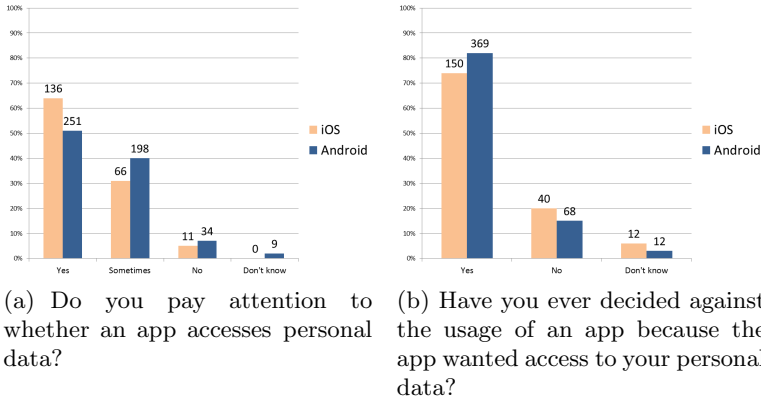 100%
90%
80%
70%
60%
50%
40%
30%
20%
10%
0%
136
251
66
198
11
34
0
9
Yes
Sometimes
No
Don't know
iOS
Android
(a) Do you pay attention to
whether an app accesses personal
data?
100%
90%
80%
70%
60%
50%
40%
30%
20%
10%
0%
150
369
40
68
12
12
Yes
No
Don't know
iOS
Android
(b) Have you ever decided against
the usage of an app because the
app wanted access to your personal
data?